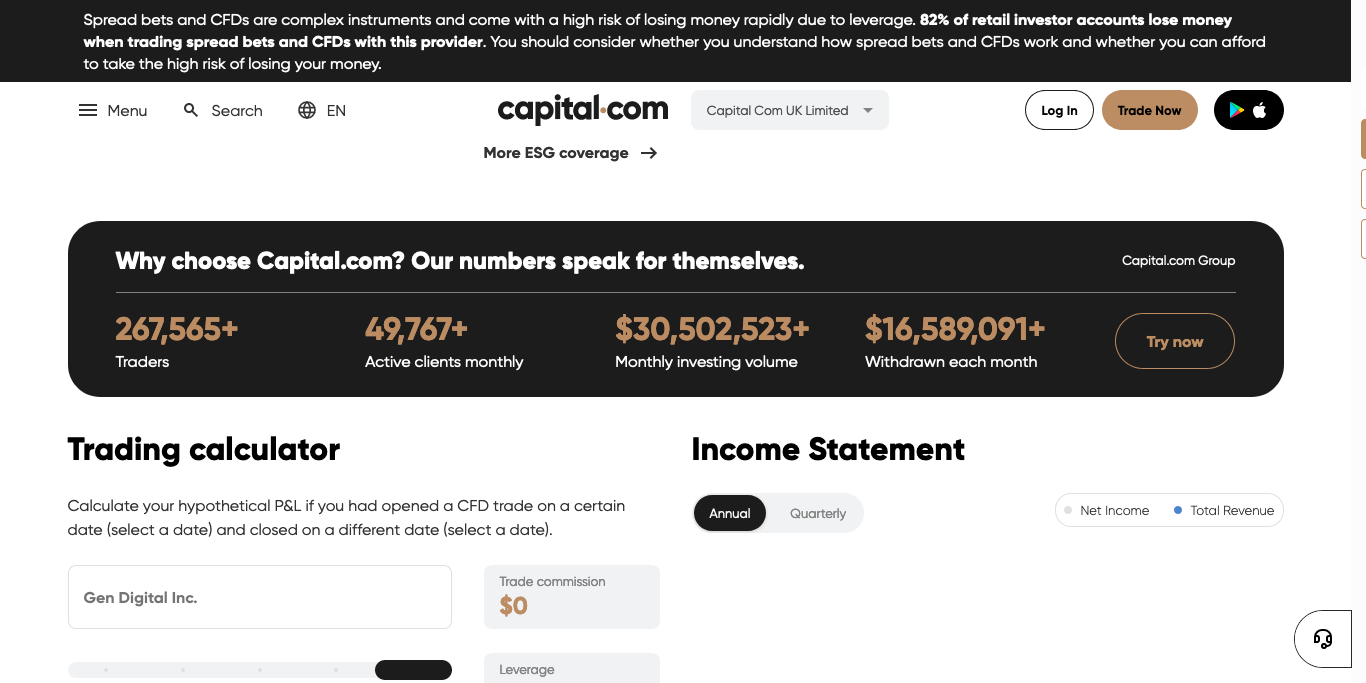 Spread bets and CFDs are complex instruments and come with a high risk of losing money rapidly due to leverage. 82% of retail investor accounts lose money
when trading spread bets and CFDs with this provider. You should consider whether you understand how spread bets and CFDs work and whether you can afford
to take the high risk of losing your money.
Menu Search EN capital.com Capital Com UK Limited Log In Trade Now
More ESG coverage →
Why choose Capital.com? Our numbers speak for themselves. Capital.com Group
267,565+ 49,767+ $30,502,523+ $16,589,091+ Try now
Traders Active clients monthly Monthly investing volume Withdrawn each month
Trading calculator
Calculate your hypothetical P&L if you had opened a CFD trade on a certain
date (select a date) and closed on a different date (select a date).
Gen Digital Inc.
Trade commission
$0
Leverage
Income Statement
Annual Quarterly Net Income Total Revenue